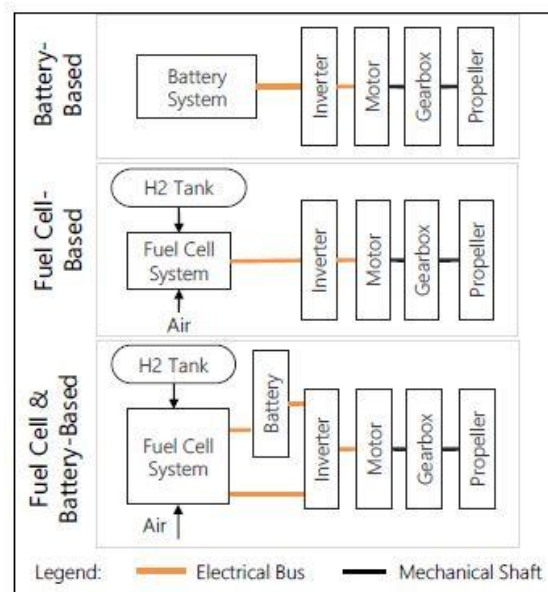 Battery-
Based
Battery
System
Inverter
Motor
Gearbox
Propeller
Fuel Cell-
Based
H2 Tank
Fuel Cell
System
Air
Inverter
Motor
Gearbox
Propeller
Fuel Cell &
Battery-Based
H2 Tank
Fuel Cell
System
Air
Battery
Inverter
Motor
Gearbox
Propeller
Legend: Electrical Bus Mechanical Shaft